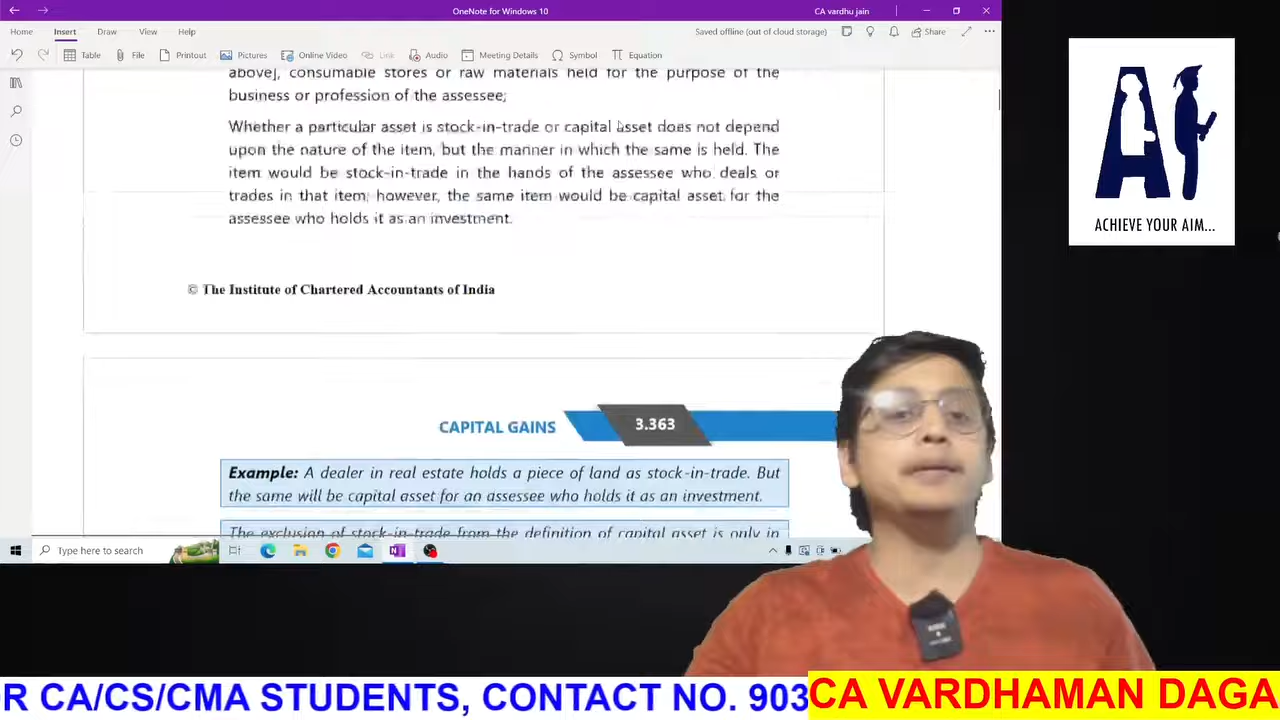 OneNote for Windows 10
CA vardhu jain
Home
Insert
Draw
View
Help
Saved offline (out of cloud storage)
Share
Table
File
Printout
Pictures
Online Video
Link
Audio
Meeting Details
Symbol
Equation
above], consumable stores or raw materials held for the purpose of the
business or profession of the assessee;
Whether a particular asset is stock-in-trade or capital asset does not depend
upon the nature of the item, but the manner in which the same is held. The
item would be stock-in-trade in the hands of the assessee who deals or
trades in that item, however, the same item would be capital asset for the
assessee who holds it as an investment.
© The Institute of Chartered Accountants of India
CAPITAL GAINS
3.363
Example: A dealer in real estate holds a piece of land as stock-in-trade. But
the same will be capital asset for an assessee who holds it as an investment.
The exclusion of stock-in-trade from the definition of capital asset is only in
Type here to search
AI
ACHIEVE YOUR AIM...
R CA/CS/CMA STUDENTS, CONTACT NO. 903
CA VARDHAMAN DAGA